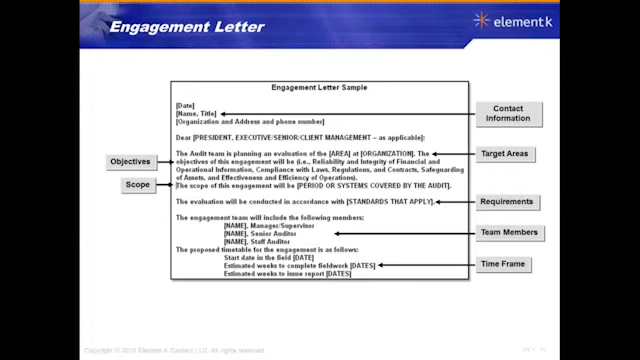 Engagement Letter
element k
Engagement Letter Sample
[Date]
[Name, Title]
[Organization and Address and phone number]
Dear [PRESIDENT, EXECUTIVE/SENIOR/CLIENT MANAGEMENT – as applicable]:
The Audit team is planning an evaluation of the [AREA] at [ORGANIZATION]. The
objectives of this engagement will be (i.e., Reliability and Integrity of Financial and
Operational Information, Compliance with Laws, Regulations, and Contracts, Safeguarding
of Assets, and Effectiveness and Efficiency of Operations).
The scope of this engagement will be [PERIOD OR SYSTEMS COVERED BY THE AUDIT].
The evaluation will be conducted in accordance with [STANDARDS THAT APPLY].
The engagement team will include the following members:
[NAME], Manager/Supervisor
[NAME], Senior Auditor
[NAME], Staff Auditor
The proposed timetable for the engagement is as follows:
Start date in the field [DATE]
Estimated weeks to complete fieldwork [DATES]
Estimated weeks to issue report [DATES]
Objectives
Scope
Contact
Information
Target Areas
Requirements
Team Members
Time Frame
Copyright © 2010 Element K Content LLC. All rights reserved.